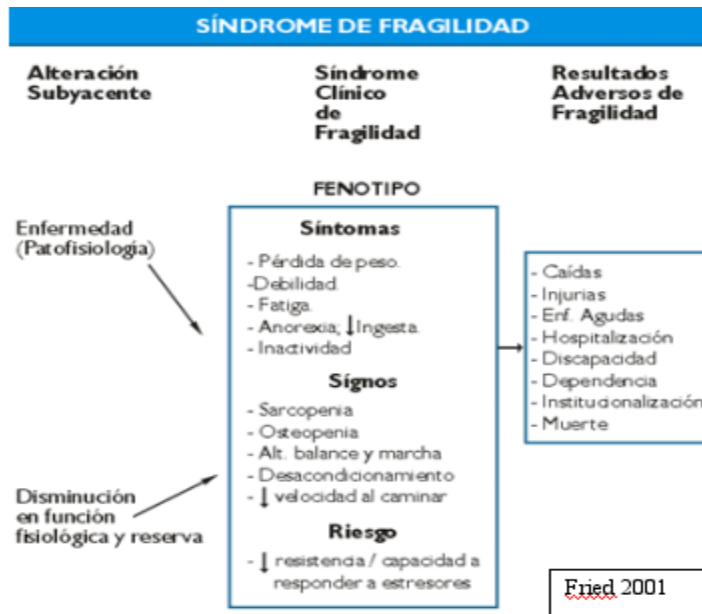 SÍNDROME DE FRAGILIDAD
Alteración
Subyacente
Síndrome
Clínico
de
Fragilidad
Resultados
Adversos de
Fragilidad
FENOTIPO
Enfermedad
(Patofisiología)
Síntomas
- Pérdida de peso.
-Debilidad.
- Fatiga.
- Anorexia; ↓ Ingesta.
- Inactividad
Sígnos
- Sarcopenia
- Osteopenia
- Alt. balance y marcha
- Desacondicionamiento
- ↓ velocidad al caminar
Riesgo
- ↓ resistencia / capacidad a
responder a estresores
Disminución
en función
fisiológica y reserva
- Caídas
- Injurias
- Enf. Agudas
- Hospitalización
- Discapacidad
- Dependencia
- Institucionalización
- Muerte
Fried 2001